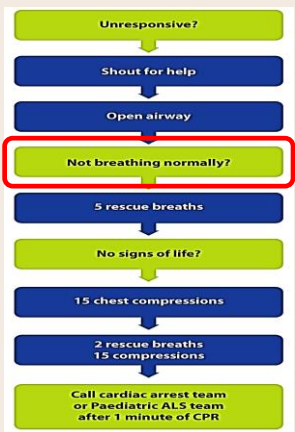 Unresponsive?
Shout for help
Open airway
Not breathing normally?
5 rescue breaths
No signs of life?
15 chest compressions
2 rescue breaths
15 compressions
Call cardiac arrest team
or Paediatric ALS team
after 1 minute of CPR